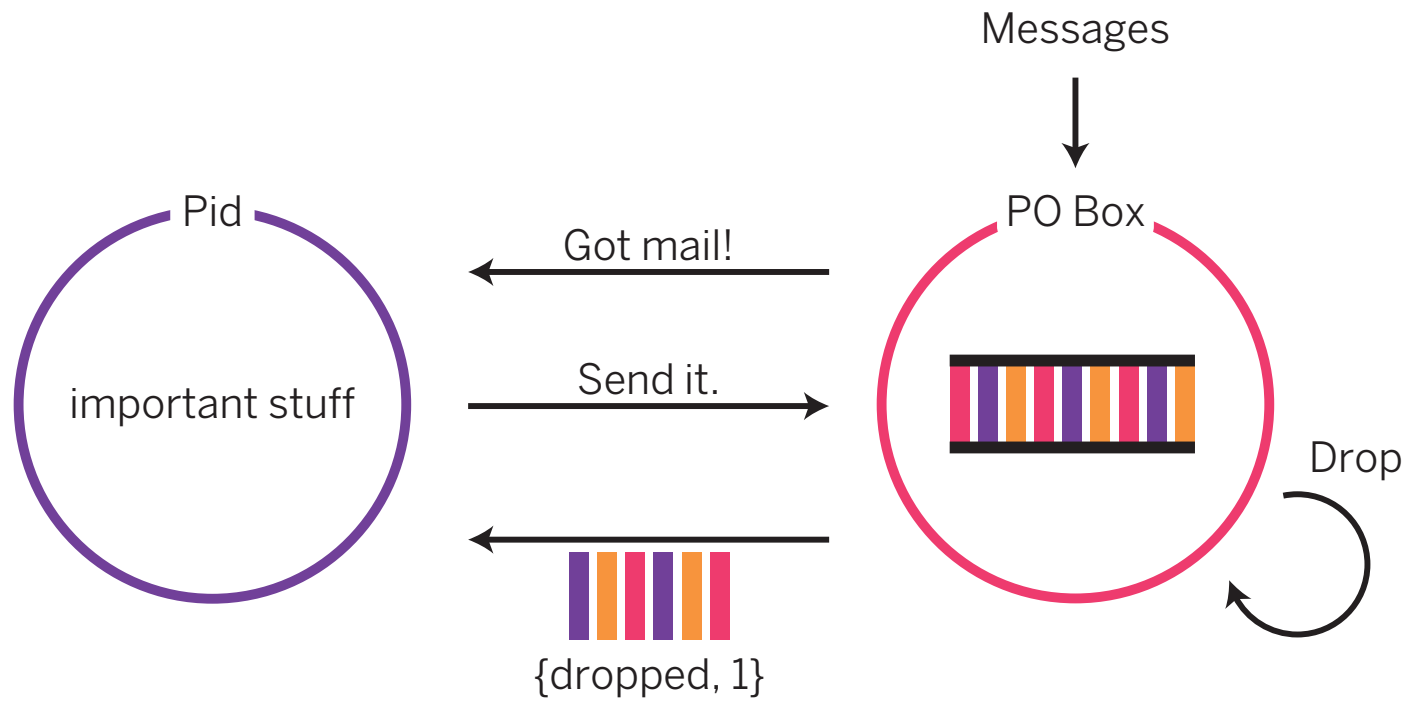 Messages
Pid
PO Box
Got mail!
important stuff
Send it.
Drop
{dropped, 1}